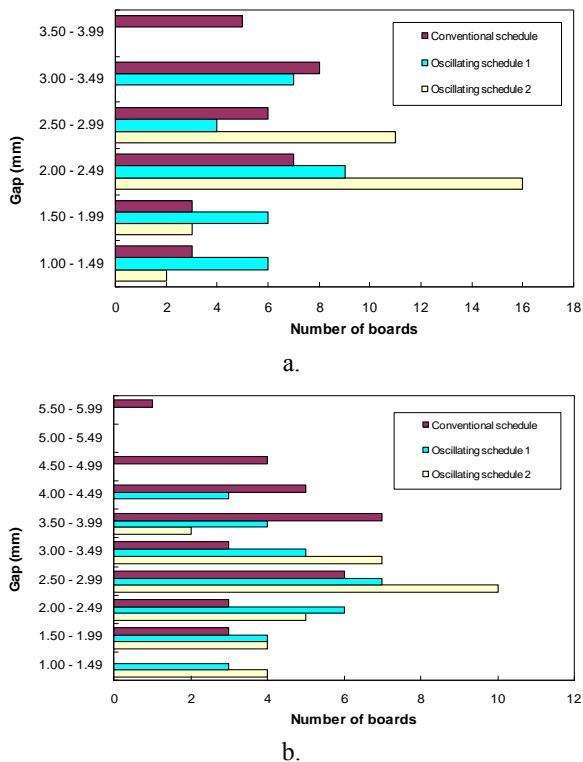 3.50 - 3.99
3.00 - 3.49
2.50 - 2.99
2.00 - 2.49
1.50 - 1.99
1.00 - 1.49
Gap (mm)
Conventional schedule
Oscillating schedule 1
Oscillating schedule 2
0 2 4 6 8 10 12 14 16 18
Number of boards
a.
5.50 - 5.99
5.00 - 5.49
4.50 - 4.99
4.00 - 4.49
3.50 - 3.99
3.00 - 3.49
2.50 - 2.99
2.00 - 2.49
1.50 - 1.99
1.00 - 1.49
Gap (mm)
Conventional schedule
Oscillating schedule 1
Oscillating schedule 2
0 2 4 6 8 10 12
Number of boards
b.